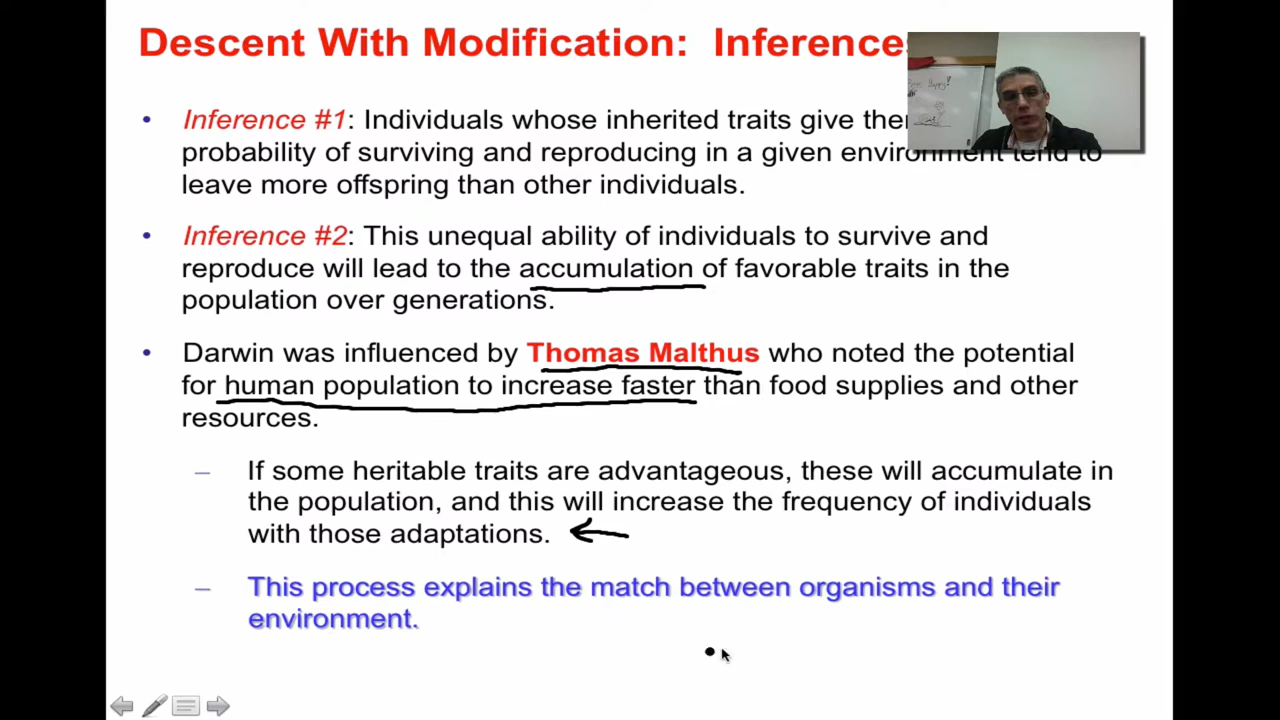 Descent With Modification: Inferences
• Inference #1: Individuals whose inherited traits give
probability of surviving and reproducing in a given environment tend to
leave more offspring than other individuals.
• Inference #2: This unequal ability of individuals to survive and
reproduce will lead to the accumulation of favorable traits in the
population over generations.
• Darwin was influenced by Thomas Malthus who noted the potential
for human population to increase faster than food supplies and other
resources.
– If some heritable traits are advantageous, these will accumulate in
the population, and this will increase the frequency of individuals
with those adaptations.
– This process explains the match between organisms and their
environment.